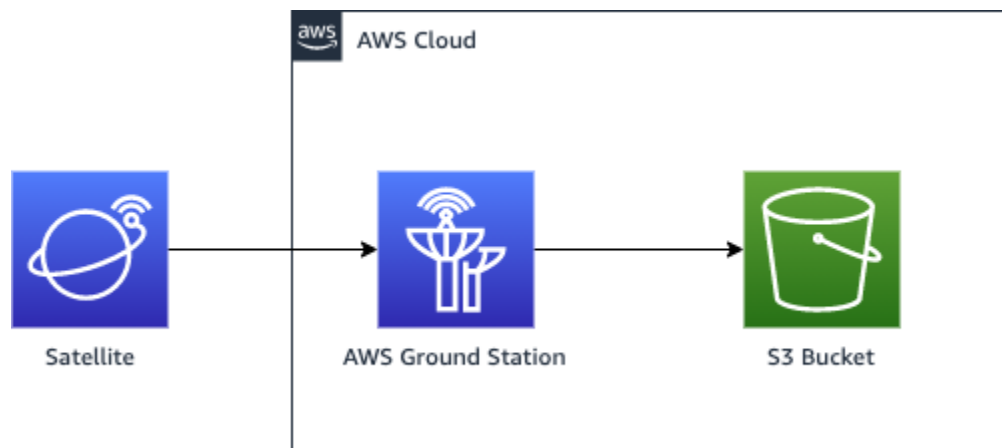 aws
AWS Cloud
Satellite
AWS Ground Station
S3 Bucket